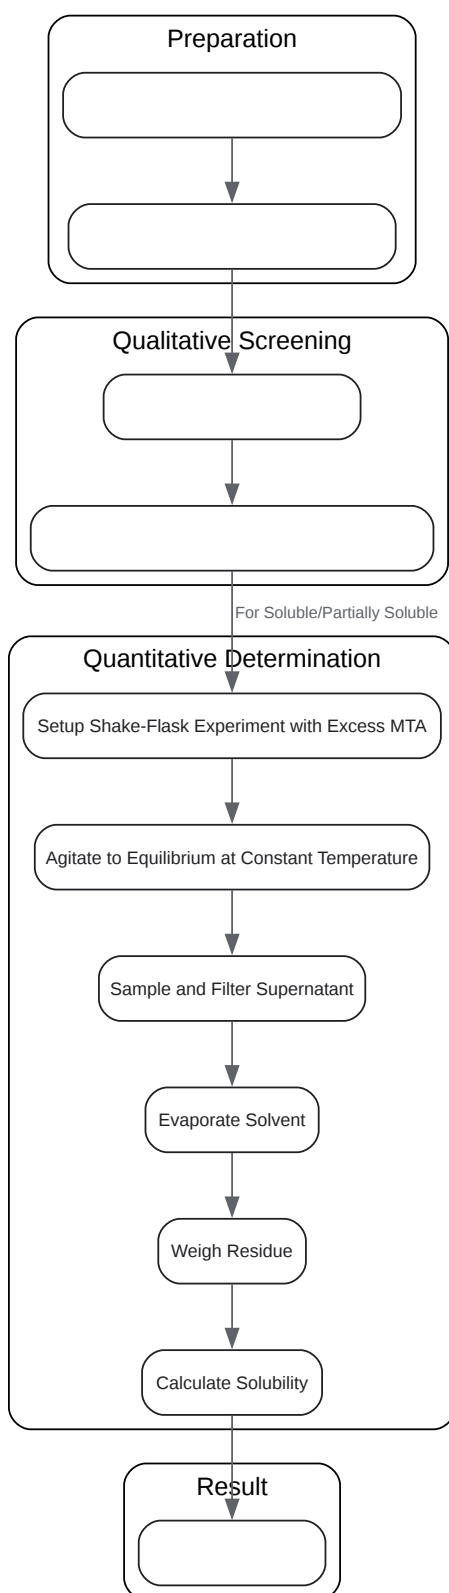 Preparation
Qualitative Screening
For Soluble/Partially Soluble
Quantitative Determination
Setup Shake-Flask Experiment with Excess MTA
Agitate to Equilibrium at Constant Temperature
Sample and Filter Supernatant
Evaporate Solvent
Weigh Residue
Calculate Solubility
Result